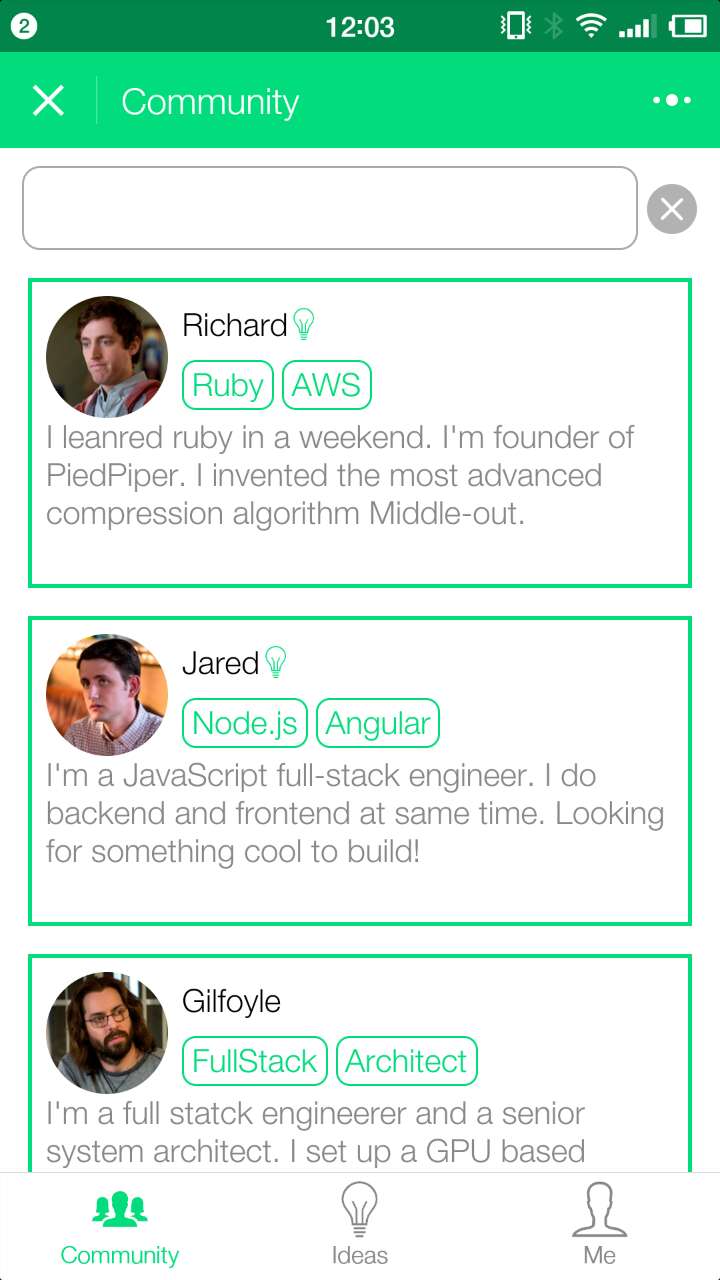 2
12:03
Community
Richard
Ruby AWS
I leanred ruby in a weekend. I'm founder of
PiedPiper. I invented the most advanced
compression algorithm Middle-out.
Jared
Node.js Angular
I'm a JavaScript full-stack engineer. I do
backend and frontend at same time. Looking
for something cool to build!
Gilfoyle
FullStack Architect
I'm a full statck engineerer and a senior
system architect. I set up a GPU based
Community Ideas Me